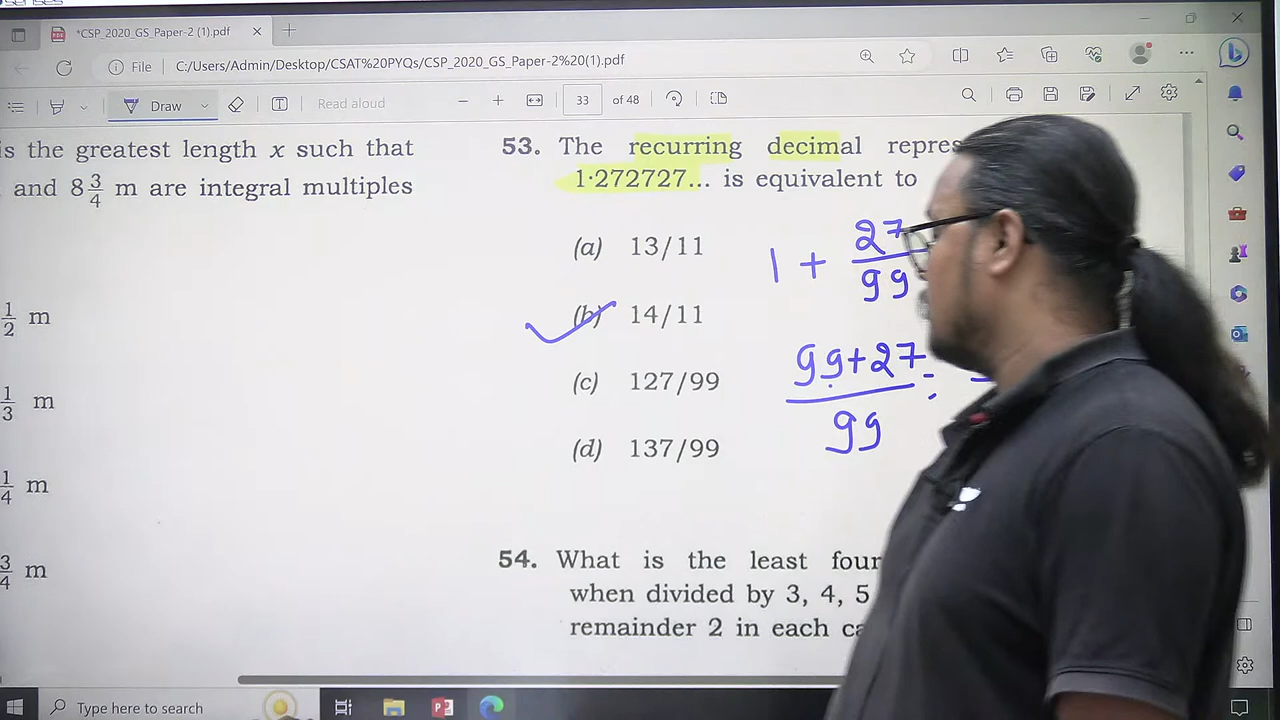 *CSP_2020_GS_Paper-2 (1).pdf
File C:/Users/Admin/Desktop/CSAT%20PYQs/CSP_2020_GS_Paper-2%20(1).pdf
Draw Read aloud 33 of 48
is the greatest length x such that
and 8 3/4 m are integral multiples
1/2 m
1/3 m
1/4 m
3/4 m
53. The recurring decimal repres
1·272727... is equivalent to
(a) 13/11
(b) 14/11
(c) 127/99
(d) 137/99
1 + 27/99
99+27/99 =
54. What is the least four
when divided by 3, 4, 5
remainder 2 in each ca
Type here to search